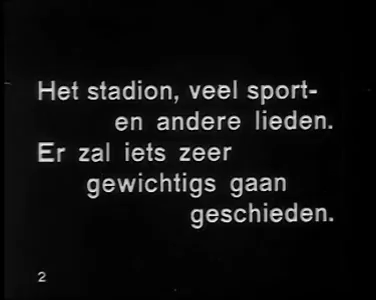 Het stadion, veel sport-
en andere lieden.
Er zal iets zeer
gewichtigs gaan
geschieden.
2